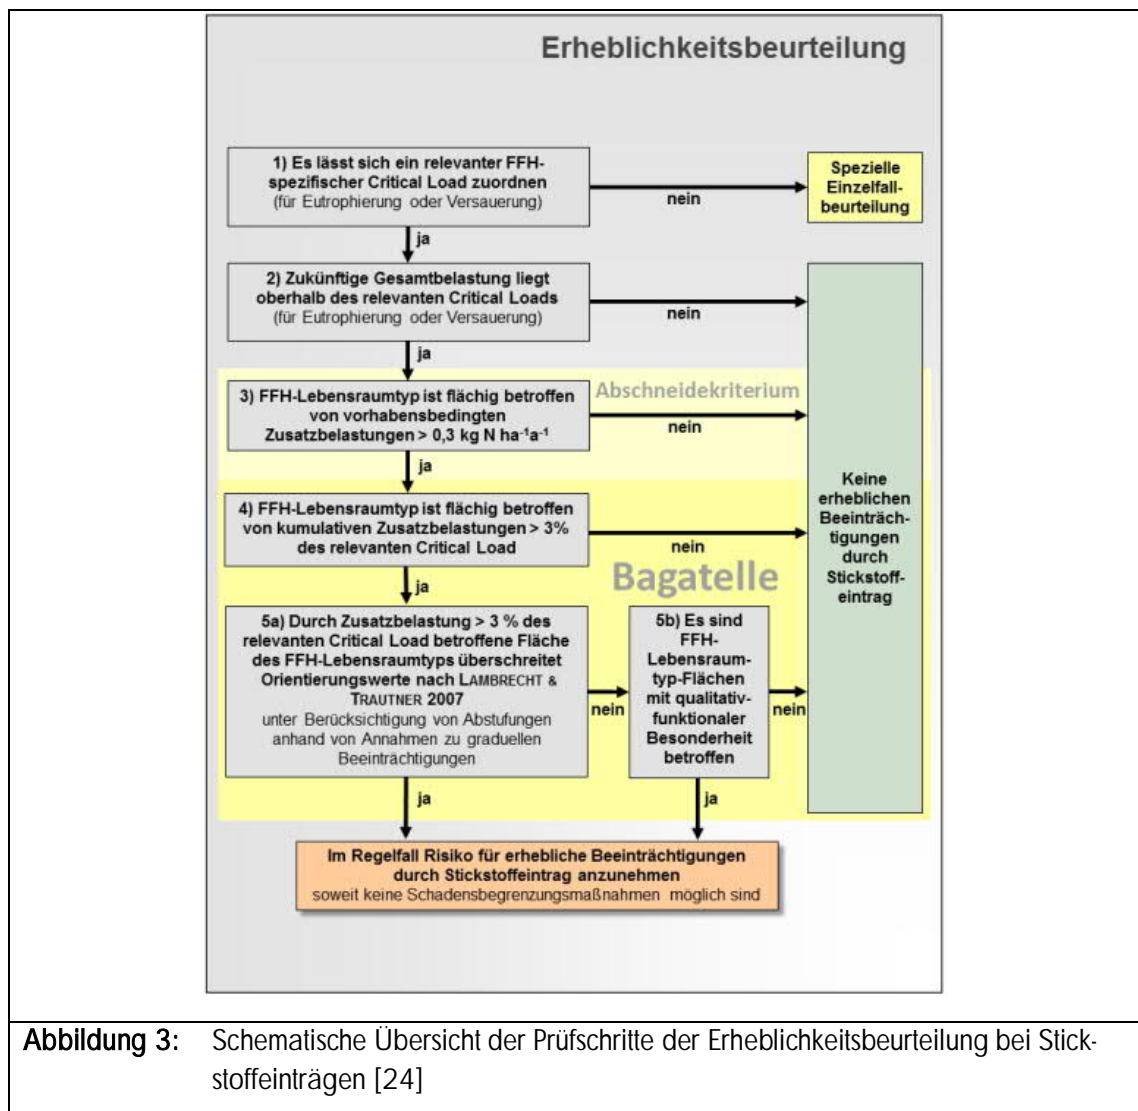 Erheblichkeitsbeurteilung
1) Es lässt sich ein relevanter FFH-
spezifischer Critical Load zuordnen
(für Eutrophierung oder Versauerung)
nein
Spezielle
Einzelfall-
beurteilung
ja
2) Zukünftige Gesamtbelastung liegt
oberhalb des relevanten Critical Loads
(für Eutrophierung oder Versauerung)
nein
ja
3) FFH-Lebensraumtyp ist flächig betroffen
von vorhabensbedingten
Zusatzbelastungen > 0,3 kg N ha⁻¹a⁻¹
Abschneidekriterium
nein
ja
4) FFH-Lebensraumtyp ist flächig betroffen
von kumulativen Zusatzbelastungen > 3%
des relevanten Critical Load
nein
Bagatelle
ja
5a) Durch Zusatzbelastung > 3 % des
relevanten Critical Load betroffene Fläche
des FFH-Lebensraumtyps überschreitet
Orientierungswerte nach LAMBRECHT &
TRAUTNER 2007
unter Berücksichtigung von Abstufungen
anhand von Annahmen zu graduellen
Beeinträchtigungen
nein
5b) Es sind
FFH-
Lebensraum-
typ-Flächen
mit qualitativ-
funktionaler
Besonderheit
betroffen
nein
Keine
erheblichen
Beeinträch-
tigungen
durch
Stickstoff-
eintrag
ja
ja
Im Regelfall Risiko für erhebliche Beeinträchtigungen
durch Stickstoffeintrag anzunehmen
soweit keine Schadensbegrenzungsmaßnahmen möglich sind
Abbildung 3: Schematische Übersicht der Prüfschritte der Erheblichkeitsbeurteilung bei Stick-
stoffeinträgen [24]